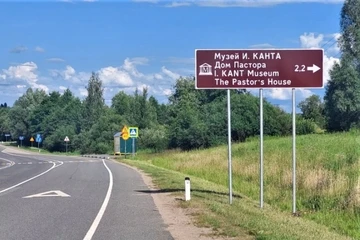 Музей И. КАНТА
Дом Пастора 2,2
I. KANT Museum
The Pastor's House